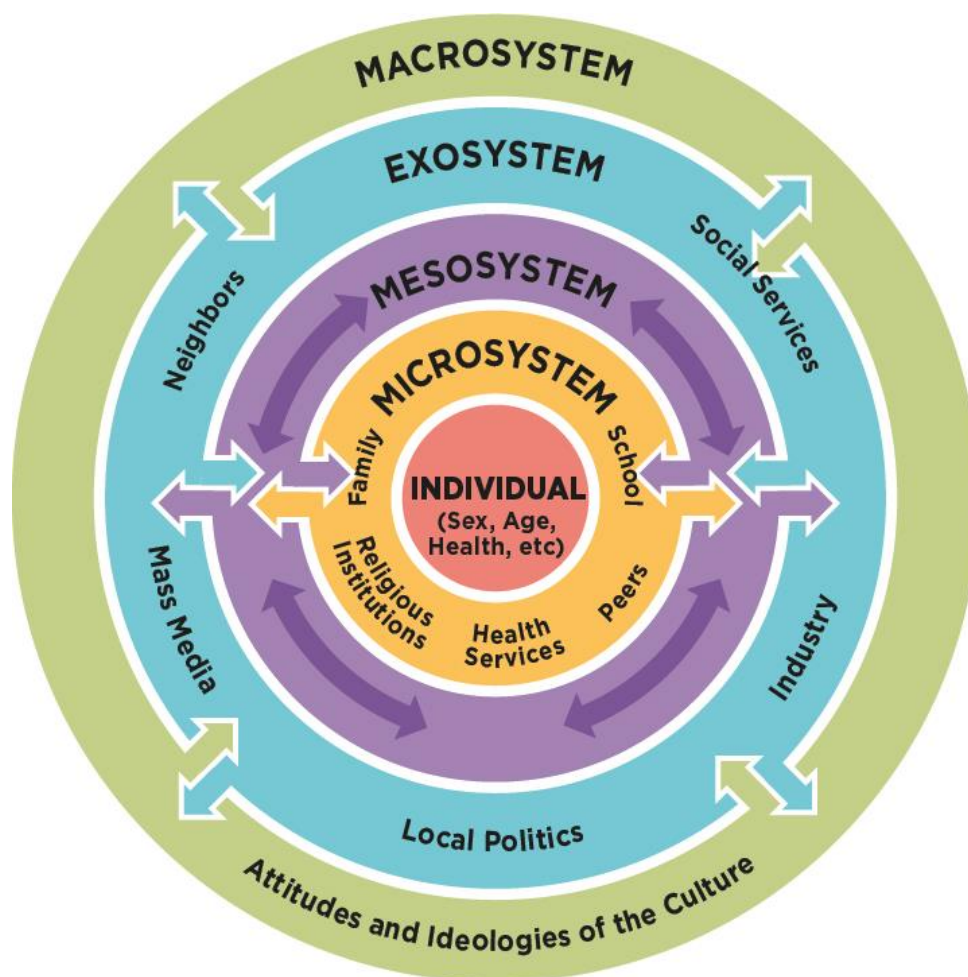 MACROSYSTEM
EXOSYSTEM
Neighbors
Social Services
MESOSYSTEM
MICROSYSTEM
Family
School
INDIVIDUAL
(Sex, Age,
Health, etc)
Religious
Institutions
Health
Services
Peers
Mass Media
Industry
Local Politics
Attitudes and Ideologies of the Culture